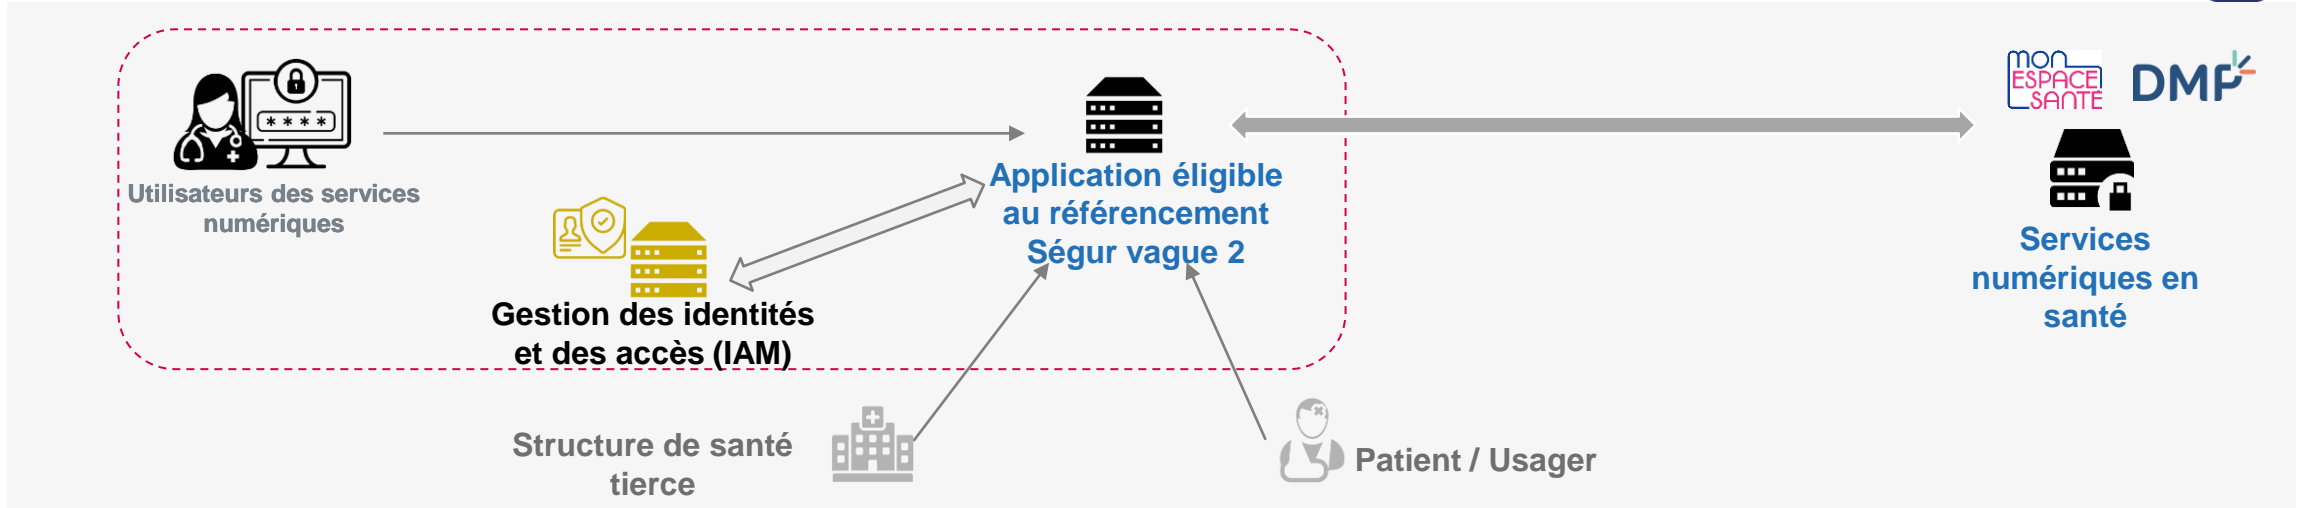 mon
ESPACE
SANTÉ
DMP
****
Utilisateurs des services
numériques
Application éligible
au référencement
Ségur vague 2
Services
numériques en
santé
Gestion des identités
et des accès (IAM)
Structure de santé
tierce
Patient / Usager